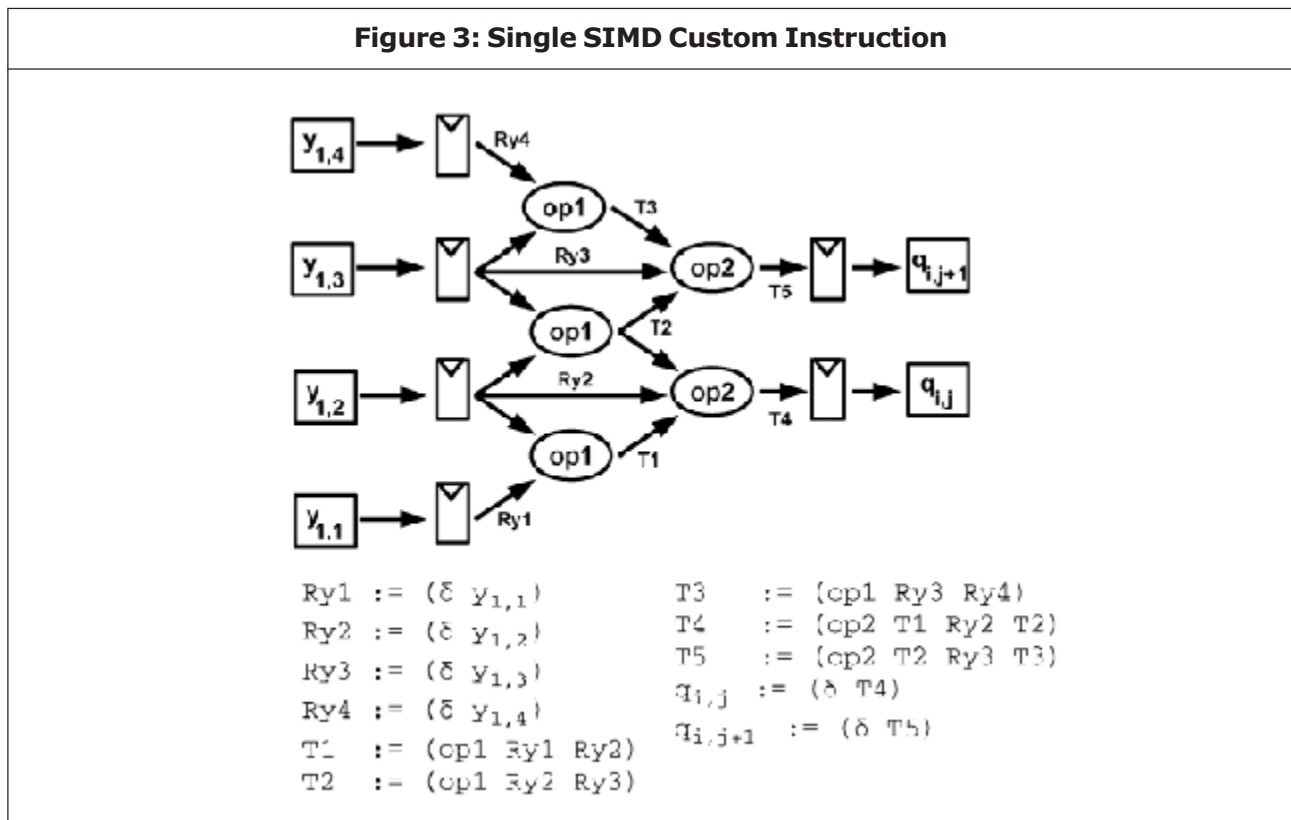 Figure 3: Single SIMD Custom Instruction
y1,4
Ry4
op1
T3
y1,3
Ry3
op2
T5
qi,j+1
op1
T2
y1,2
Ry2
op2
T4
qi,j
op1
T1
y1,1
Ry1
Ry1 := (δ y1,1)
Ry2 := (δ y1,2)
Ry3 := (δ y1,3)
Ry4 := (δ y1,4)
T1 := (op1 Ry1 Ry2)
T2 := (op1 Ry2 Ry3)
T3 := (op1 Ry3 Ry4)
T4 := (op2 T1 Ry2 T2)
T5 := (op2 T2 Ry3 T3)
qi,j := (δ T4)
qi,j+1 := (δ T5)